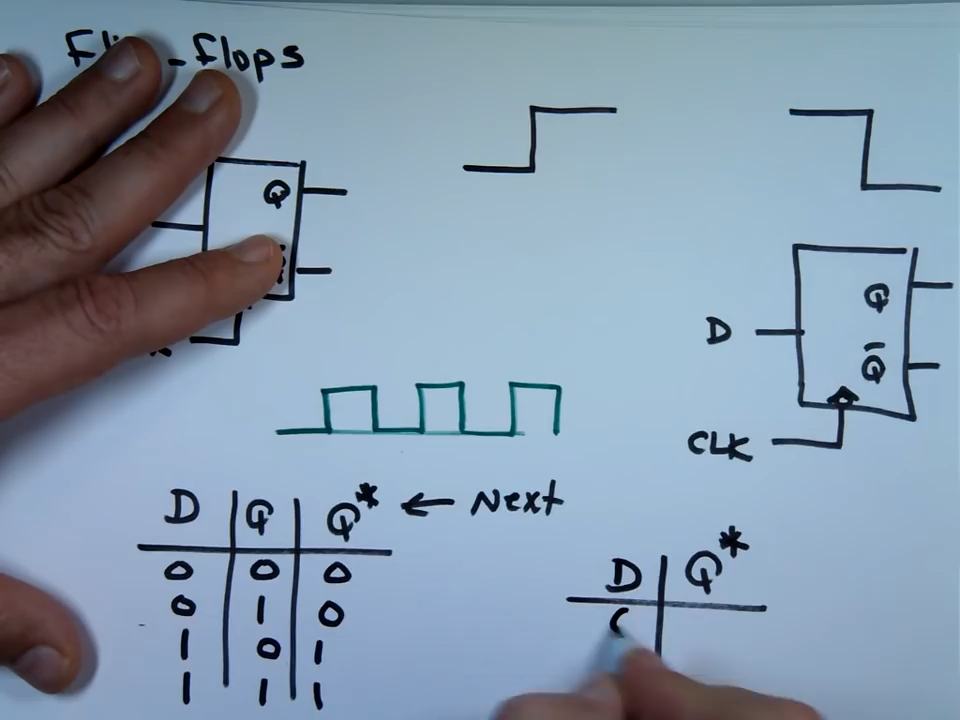 -flops
Q
Q
D
Q̅
CLK
D Q Q* ← Next
0 0 0
0 1 0
1 0 1
1 1 1
D Q*